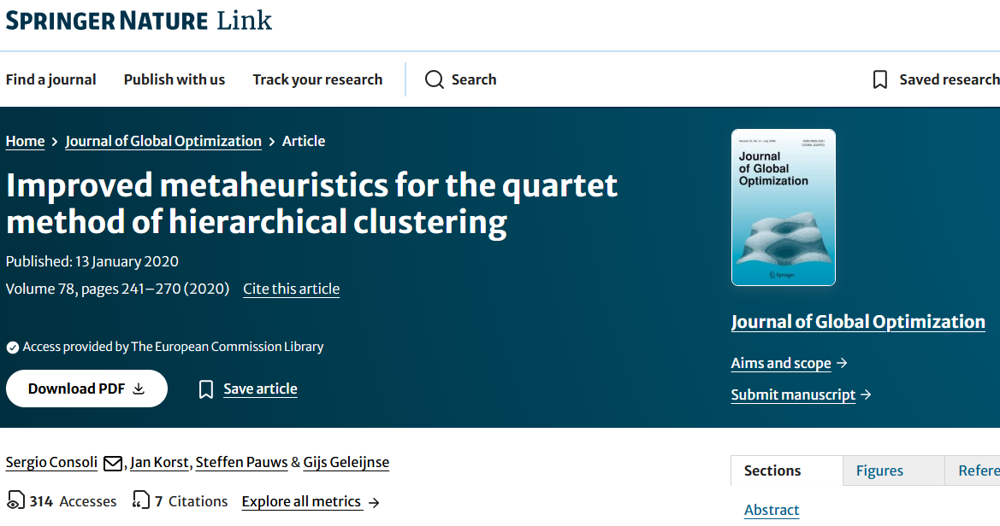 SPRINGER NATURE Link
Find a journal
Publish with us
Track your research
Search
Saved research
Home > Journal of Global Optimization > Article
Improved metaheuristics for the quartet
method of hierarchical clustering
Published: 13 January 2020
Volume 78, pages 241–270 (2020)
Cite this article
Access provided by The European Commission Library
Download PDF
Save article
Journal
of Global
Optimization
Springer
Journal of Global Optimization
Aims and scope →
Submit manuscript →
Sergio Consoli, Jan Korst, Steffen Pauws & Gijs Geleijnse
314 Accesses
7 Citations
Explore all metrics →
Sections
Figures
Refere
Abstract